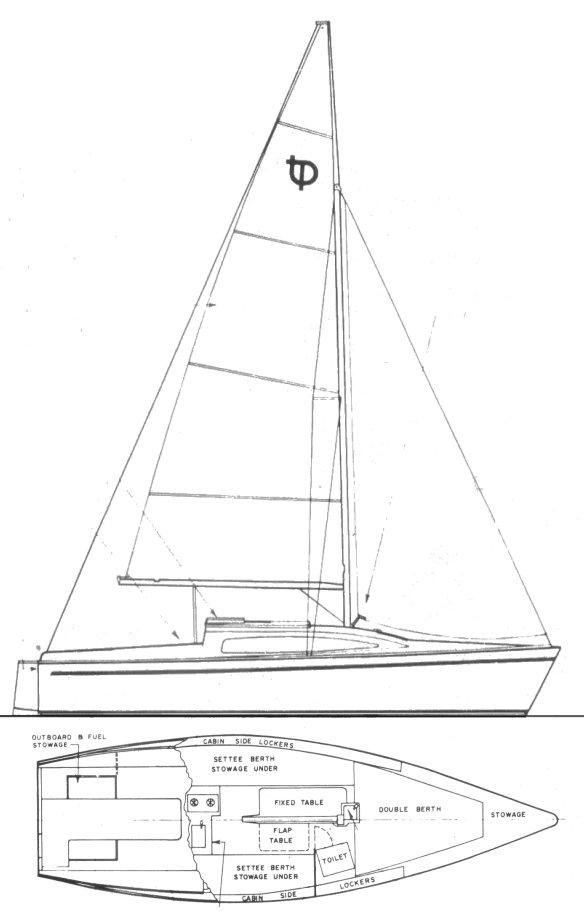 OUTBOARD & FUEL
STOWAGE
CABIN SIDE LOCKERS
SETTEE BERTH
STOWAGE UNDER
FIXED TABLE
DOUBLE BERTH
STOWAGE
FLAP
TABLE
TOILET
SETTEE BERTH
STOWAGE UNDER
CABIN SIDE LOCKERS